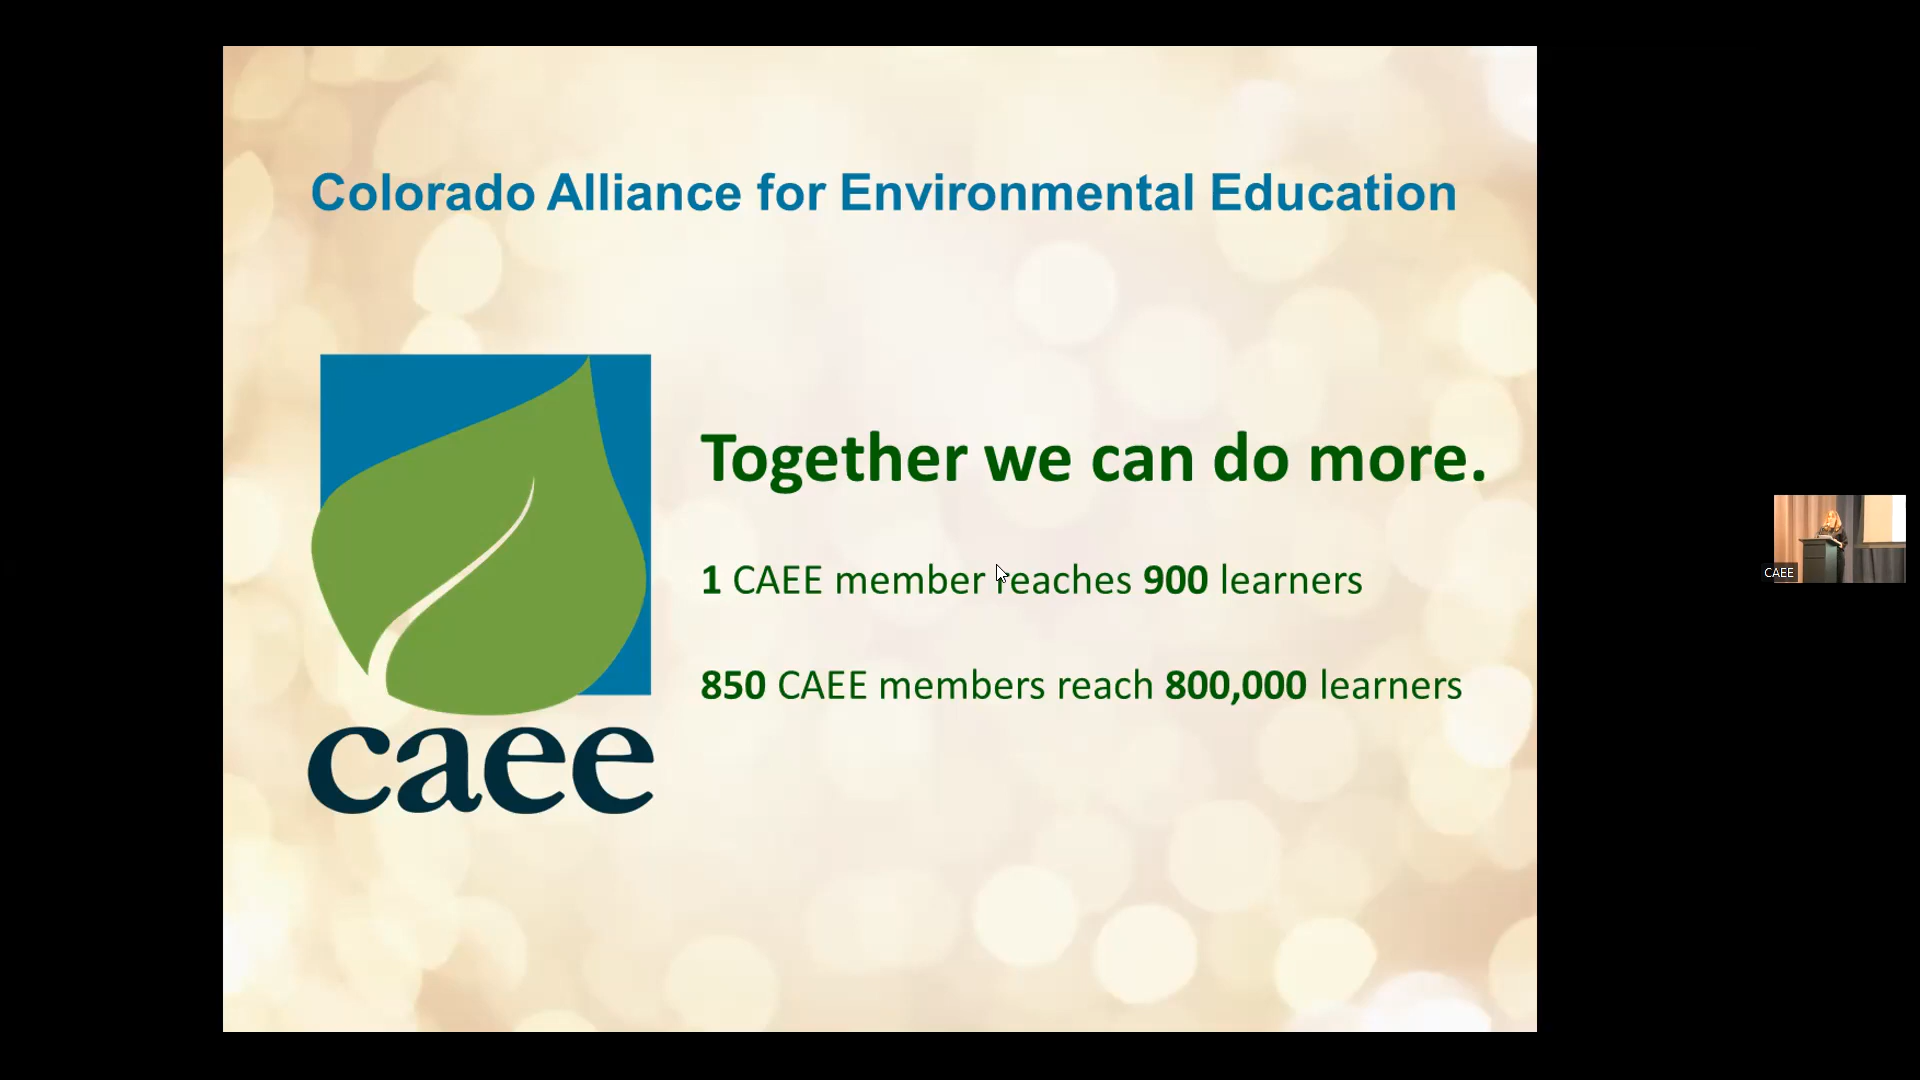 Colorado Alliance for Environmental Education
Together we can do more.
1 CAEE member reaches 900 learners
850 CAEE members reach 800,000 learners
caee
CAEE